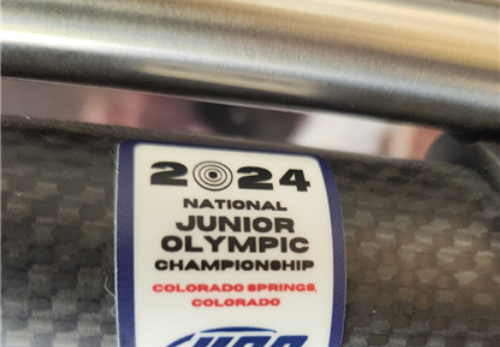 2024
NATIONAL
JUNIOR
OLYMPIC
CHAMPIONSHIP
COLORADO SPRINGS,
COLORADO